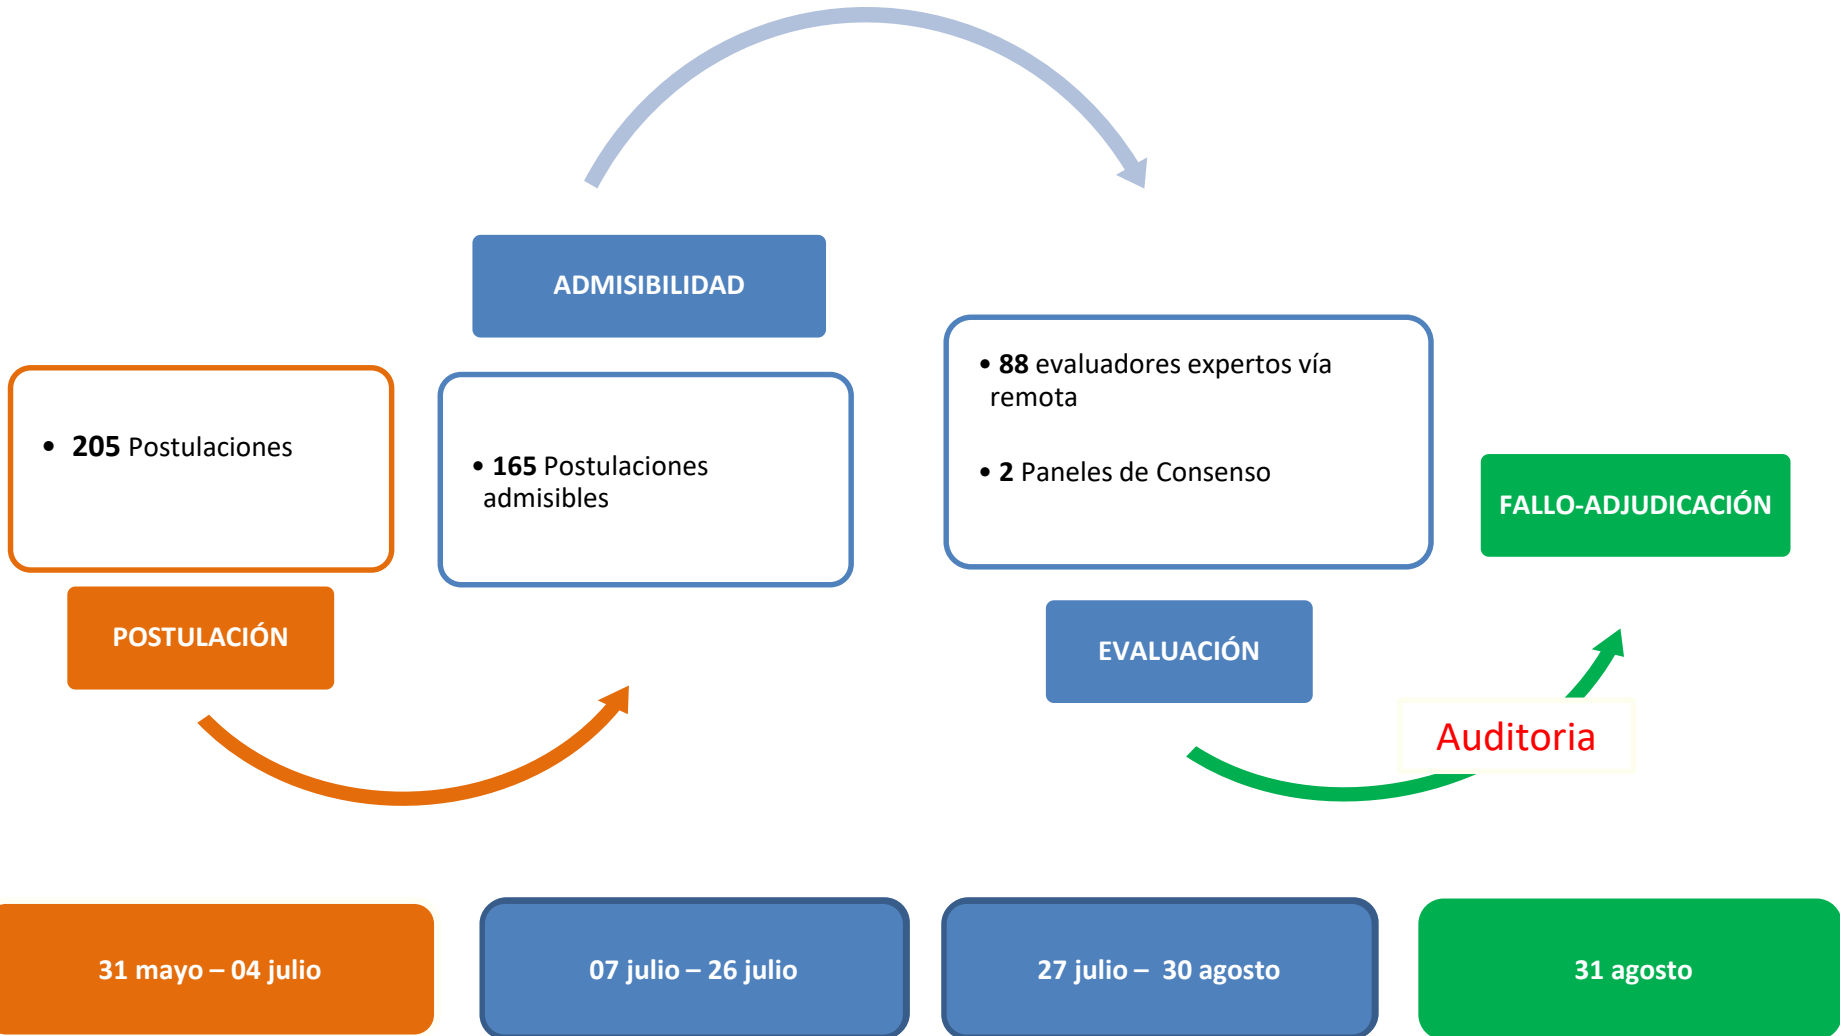 ADMISIBILIDAD
• 205 Postulaciones
POSTULACIÓN
• 165 Postulaciones
admisibles
• 88 evaluadores expertos vía
remota
• 2 Paneles de Consenso
EVALUACIÓN
FALLO-ADJUDICACIÓN
Auditoria
31 mayo – 04 julio
07 julio – 26 julio
27 julio – 30 agosto
31 agosto